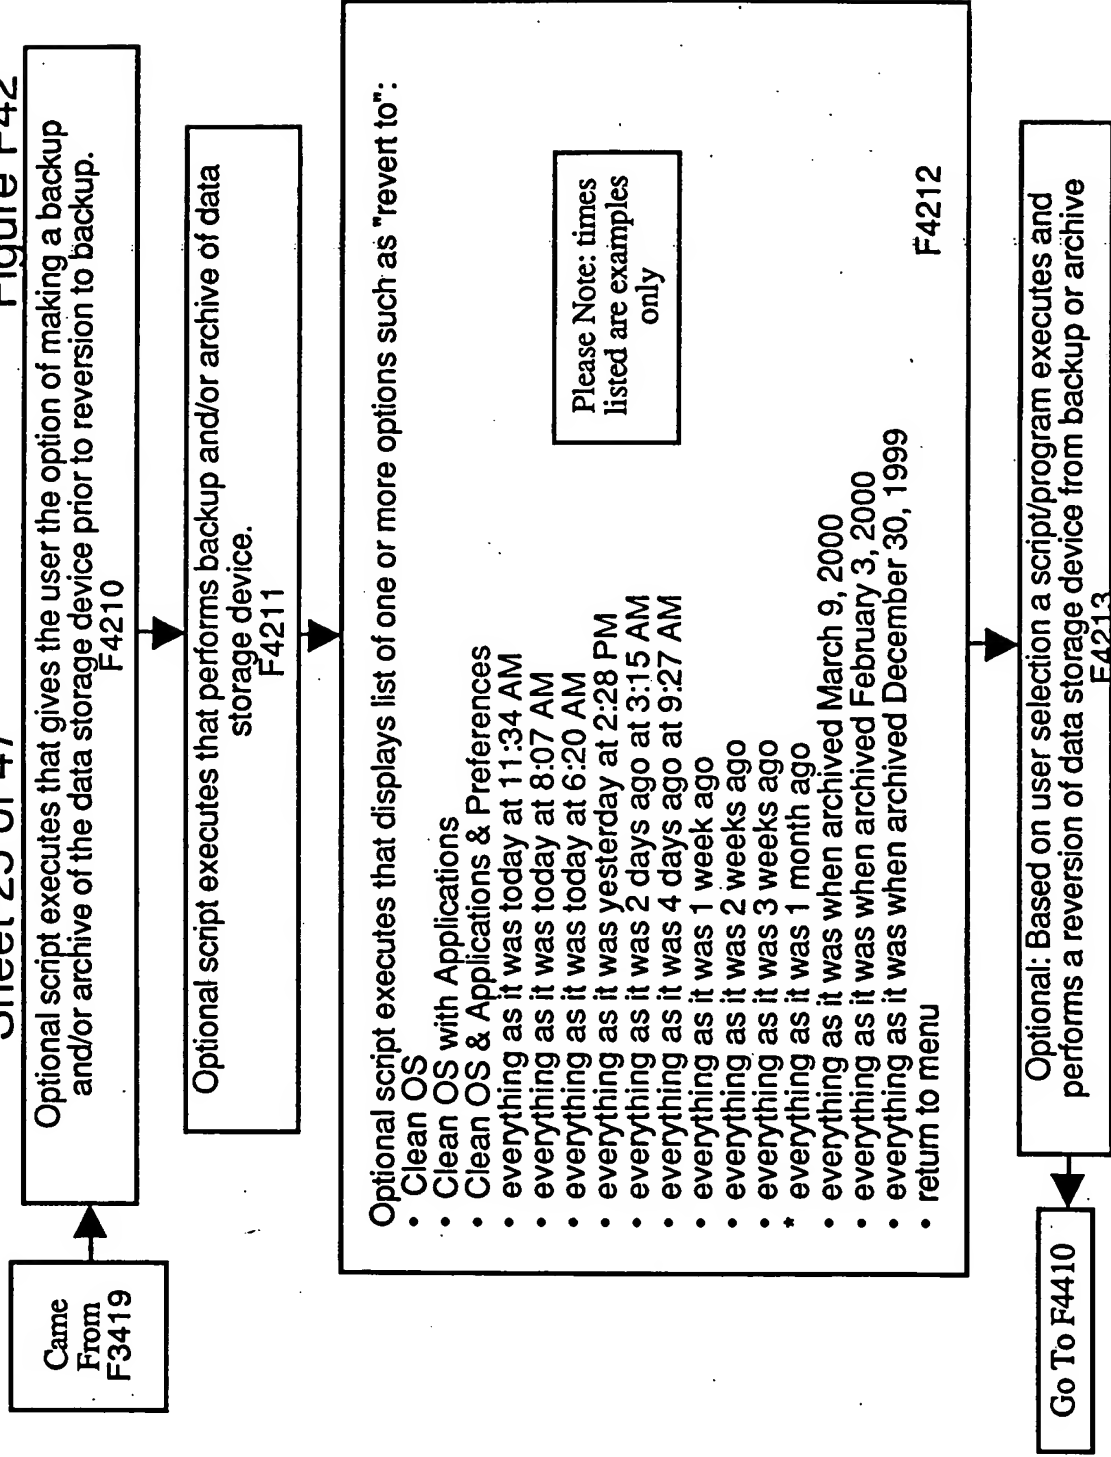 Sheet 25 of 47
Figure F42
Came
From
F3419
Optional script executes that gives the user the option of making a backup
and/or archive of the data storage device prior to reversion to backup.
F4210
Optional script executes that performs backup and/or archive of data
storage device.
F4211
Optional script executes that displays list of one or more options such as "revert to":
• Clean OS
• Clean OS with Applications
• Clean OS & Applications & Preferences
• everything as it was today at 11:34 AM
• everything as it was today at 8:07 AM
• everything as it was today at 6:20 AM
• everything as it was yesterday at 2:28 PM
• everything as it was 2 days ago at 3:15 AM
• everything as it was 4 days ago at 9:27 AM
• everything as it was 1 week ago
• everything as it was 2 weeks ago
• everything as it was 3 weeks ago
* everything as it was 1 month ago
• everything as it was when archived March 9, 2000
• everything as it was when archived February 3, 2000
• everything as it was when archived December 30, 1999
• return to menu
Please Note: times
listed are examples
only
F4212
Optional: Based on user selection a script/program executes and
performs a reversion of data storage device from backup or archive
F4213
Go To F4410